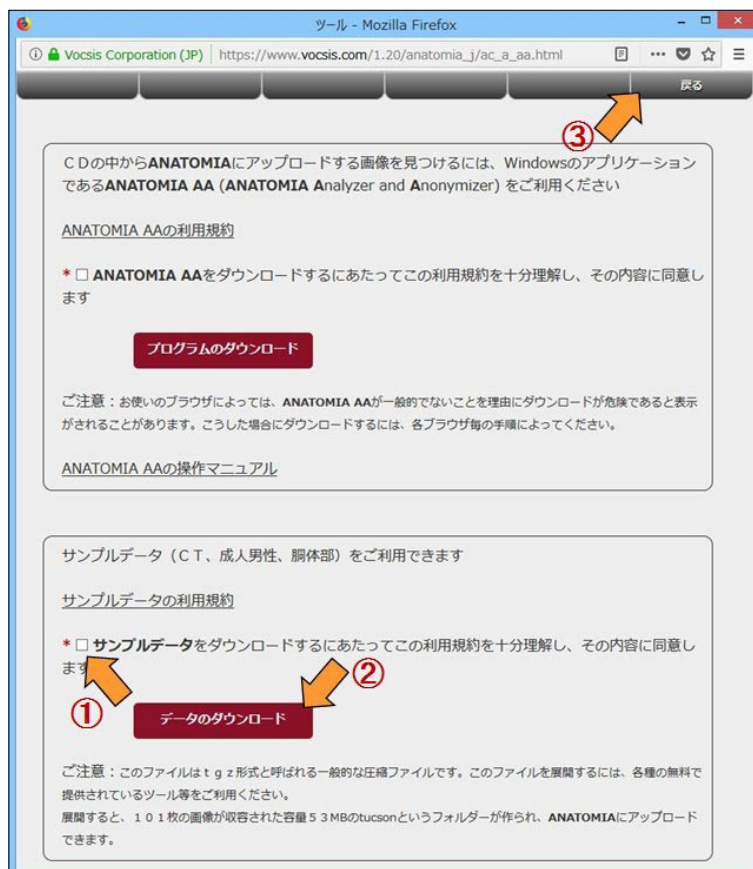 ツール - Mozilla Firefox
Vocsis Corporation (JP) https://www.vocsis.com/1.20/anatomia_j/ac_a_aa.html
戻る
③
ＣＤの中からANATOMIAにアップロードする画像を見つけるには、Windowsのアプリケーション
であるANATOMIA AA (ANATOMIA Analyzer and Anonymizer) をご利用ください
ANATOMIA AAの利用規約
* □ ANATOMIA AAをダウンロードするにあたってこの利用規約を十分理解し、その内容に同意し
ます
プログラムのダウンロード
ご注意：お使いのブラウザによっては、ANATOMIA AAが一般的でないことを理由にダウンロードが危険であると表示
がされることがあります。こうした場合にダウンロードするには、各ブラウザ毎の手順によってください。
ANATOMIA AAの操作マニュアル
サンプルデータ（ＣＴ、成人男性、胴体部）をご利用できます
サンプルデータの利用規約
* □ サンプルデータをダウンロードするにあたってこの利用規約を十分理解し、その内容に同意し
ます
①
②
データのダウンロード
ご注意：このファイルはｔｇｚ形式と呼ばれる一般的な圧縮ファイルです。このファイルを展開するには、各種の無料で
提供されているツール等をご利用ください。
展開すると、１０１枚の画像が収容された容量５３MBのtucsonというフォルダーが作られ、ANATOMIAにアップロード
できます。